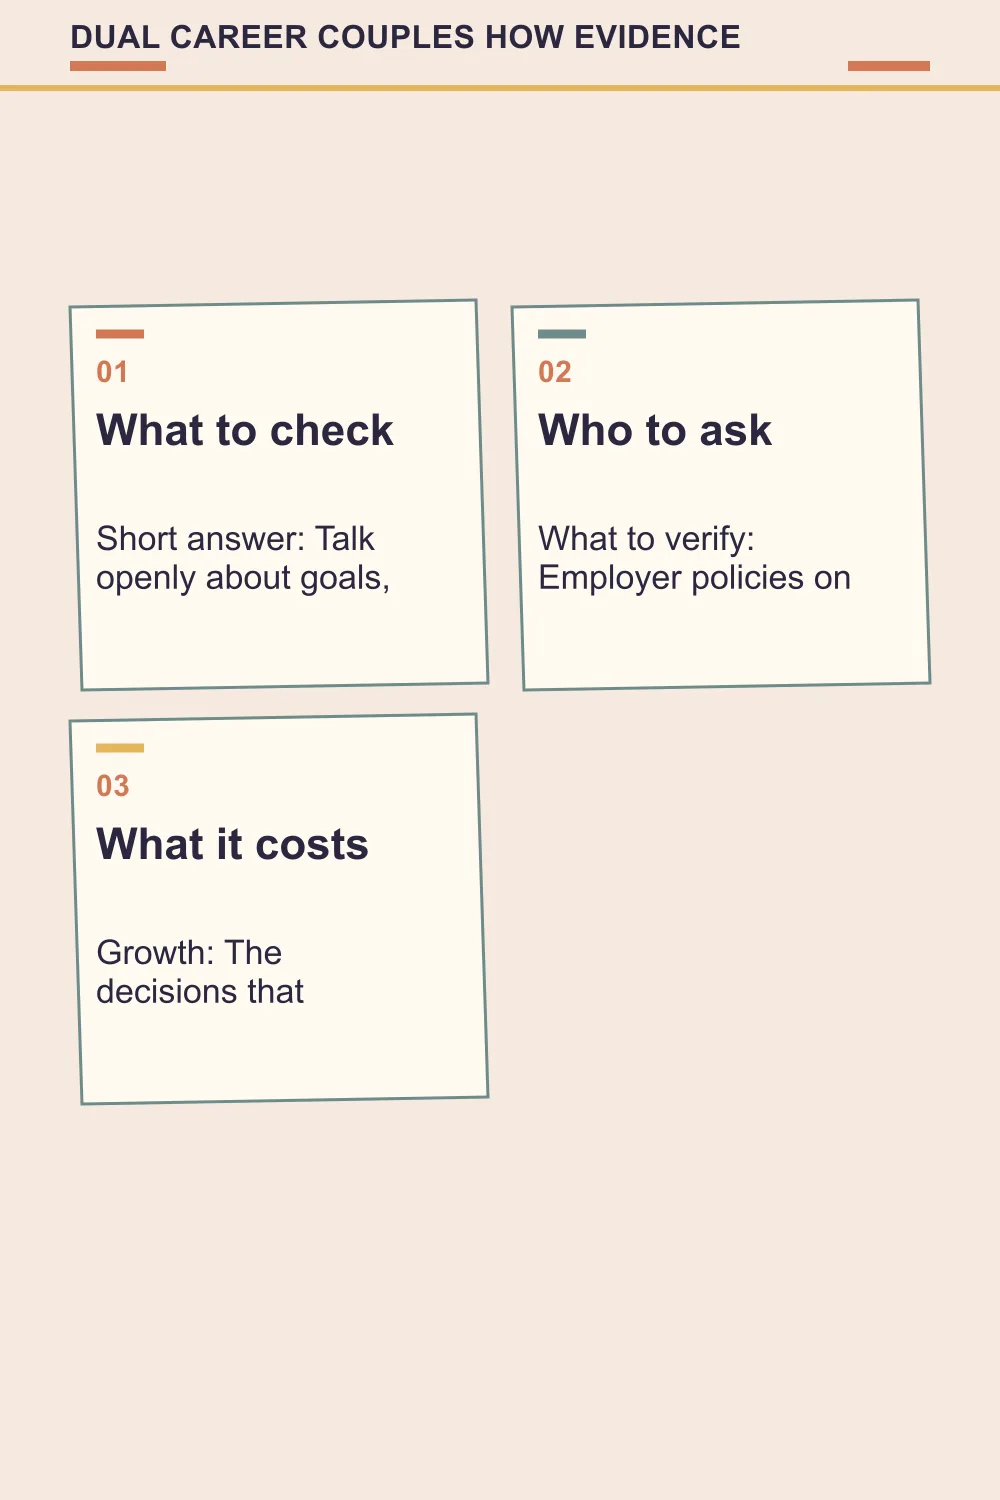 DUAL CAREER COUPLES HOW EVIDENCE
01
What to check
Short answer: Talk
openly about goals,
02
Who to ask
What to verify:
Employer policies on
03
What it costs
Growth: The
decisions that